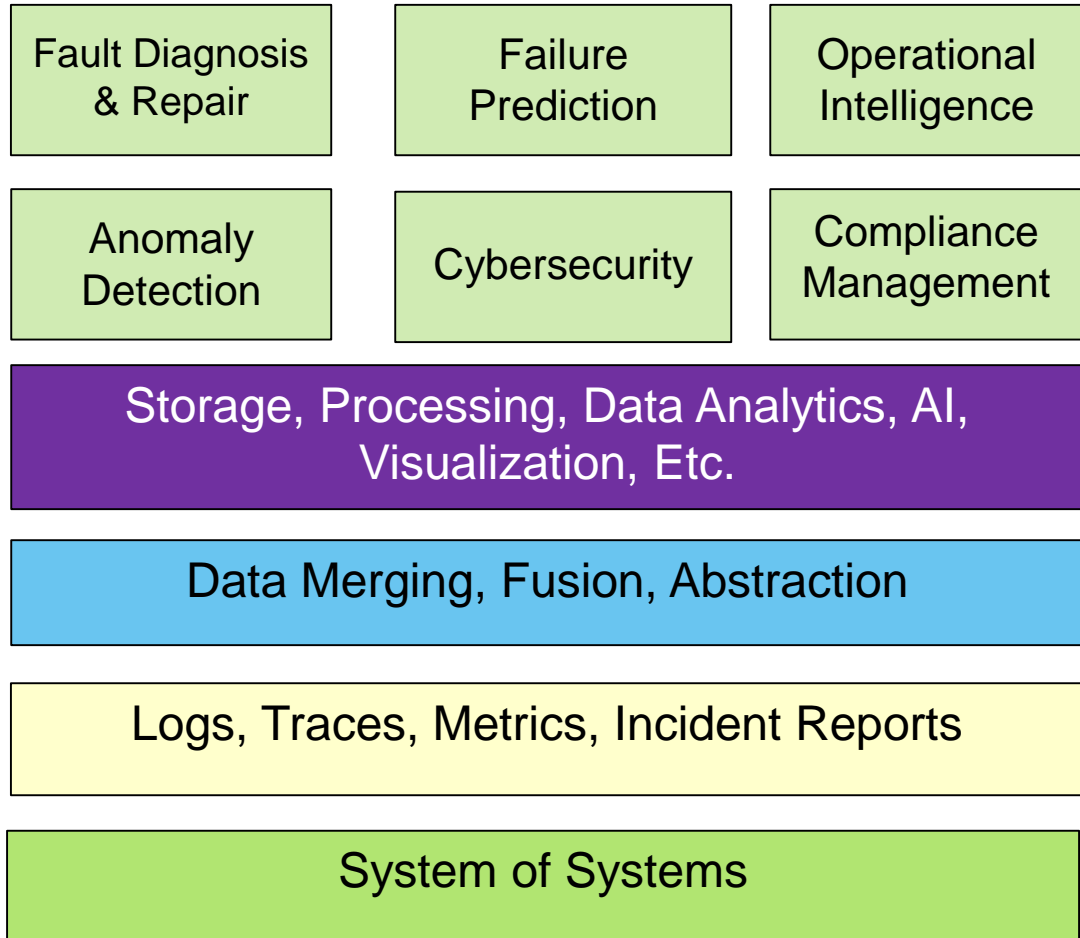 Fault Diagnosis
& Repair
Failure
Prediction
Operational
Intelligence
Anomaly
Detection
Cybersecurity
Compliance
Management
Storage, Processing, Data Analytics, AI,
Visualization, Etc.
Data Merging, Fusion, Abstraction
Logs, Traces, Metrics, Incident Reports
System of Systems